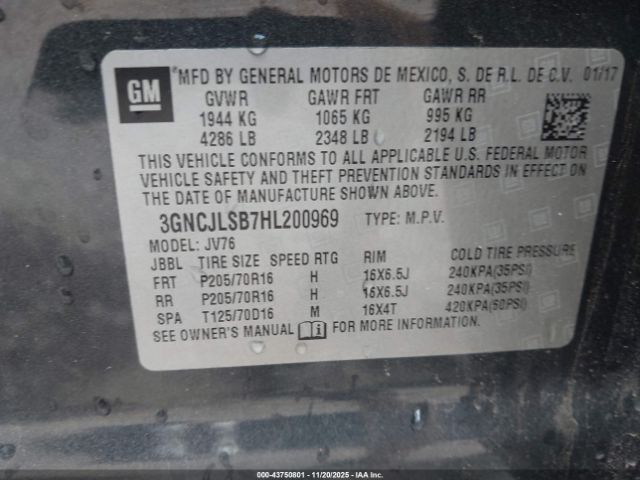 GM
*MFD BY GENERAL MOTORS DE MEXICO, S. DE R.L. DE C.V. 01/17
GVWR GAWR FRT GAWR RR
1944 KG 1065 KG 995 KG
4286 LB 2348 LB 2194 LB
THIS VEHICLE CONFORMS TO ALL APPLICABLE U.S. FEDERAL MOTOR
VEHICLE SAFETY AND THEFT PREVENTION STANDARDS IN EFFECT ON
THE DATE OF MANUFACTURE SHOWN ABOVE.
3GNCJLSB7HL200969 TYPE: M.P.V.
MODEL: JV76
JBBL TIRE SIZE SPEED RTG RIM COLD TIRE PRESSURE
FRT P205/70R16 H 16X6.5J 240KPA(35PSI)
RR P205/70R16 H 16X6.5J 240KPA(35PSI)
SPA T125/70D16 M 16X4T 420KPA(60PSI)
SEE OWNER'S MANUAL FOR MORE INFORMATION.
000-43750801 - 11/20/2025 - IAAI.COM